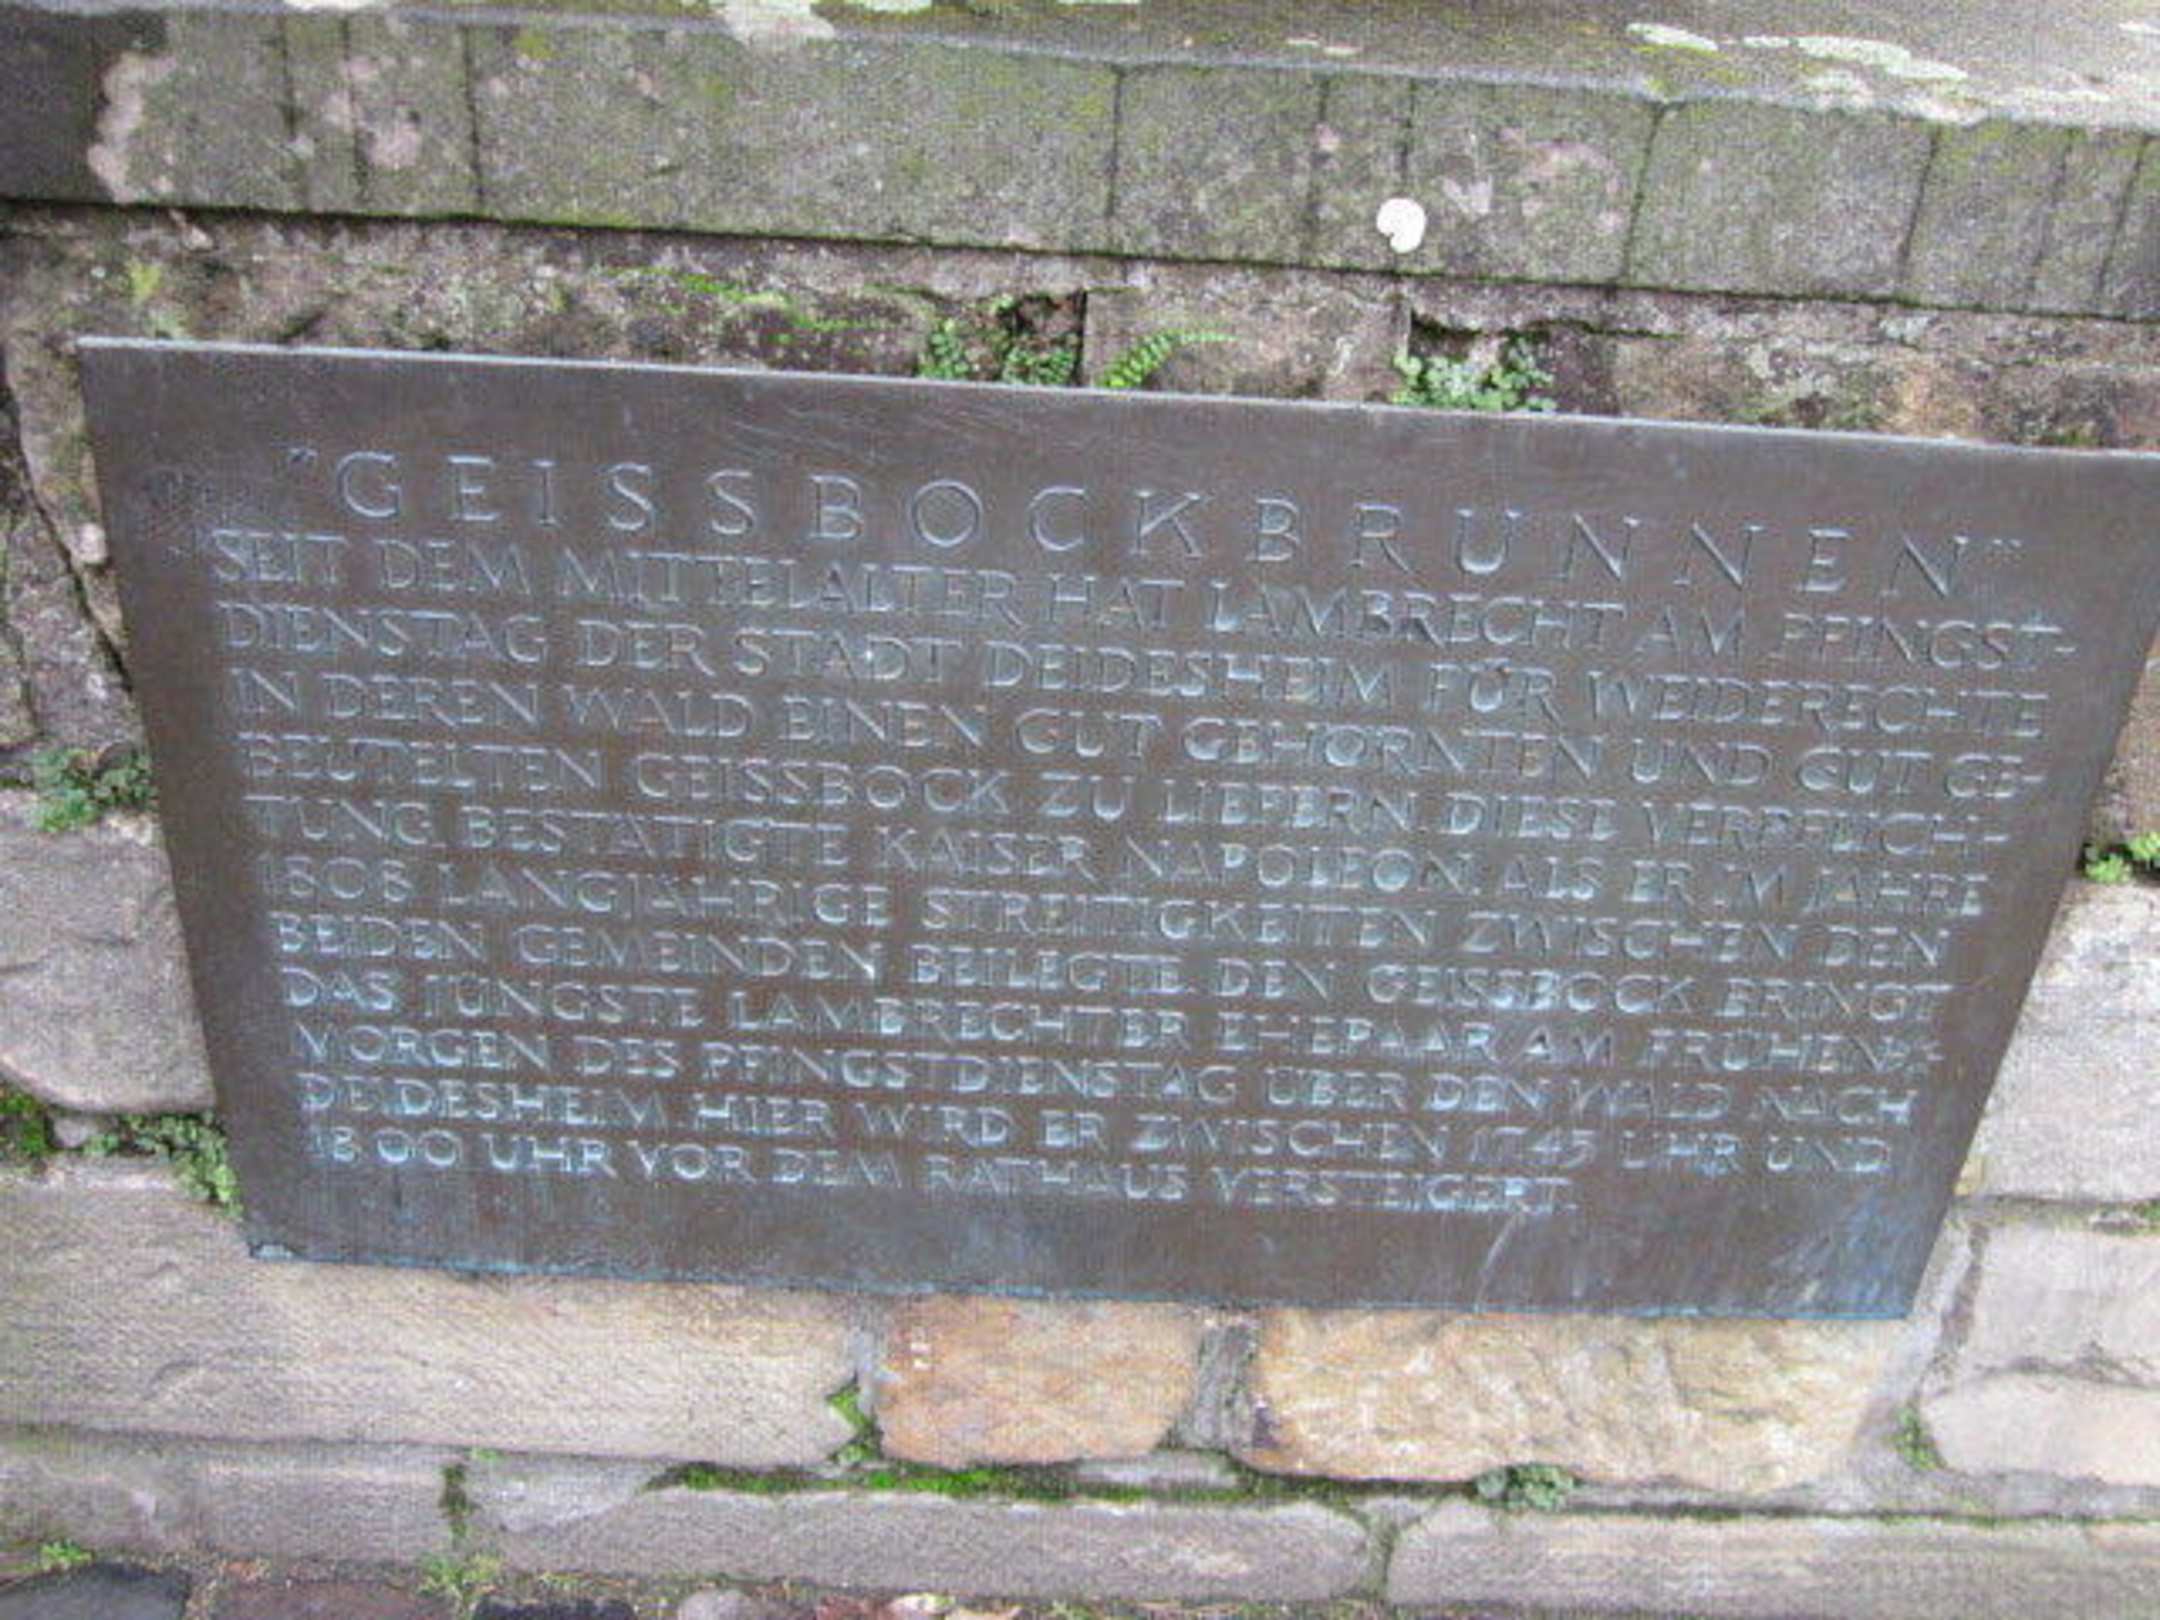 "GEISSBOCKBRUNNEN"
SEIT DEM MITTELALTER HAT LAMBRECHT AM PFINGST-
DIENSTAG DER STADT DEIDESHEIM FÜR WEIDERECHTE
IN DEREN WALD EINEN GUT GEHÖRNTEN UND GUT GE-
BEUTELTEN GEISSBOCK ZU LIEFERN. DIESE VERPFLICH-
TUNG BESTÄTIGTE KAISER NAPOLEON, ALS ER IM JAHRE
1808 LANGJÄHRIGE STREITIGKEITEN ZWISCHEN DEN
BEIDEN GEMEINDEN BEILEGTE. DEN GEISSBOCK BRINGT
DAS JÜNGSTE LAMBRECHTER EHEPAAR AM FRÜHEN
MORGEN DES PFINGSTDIENSTAG ÜBER DEN WALD NACH
DEIDESHEIM. HIER WIRD ER ZWISCHEN 17.45 UHR UND
18.00 UHR VOR DEM RATHAUS VERSTEIGERT.